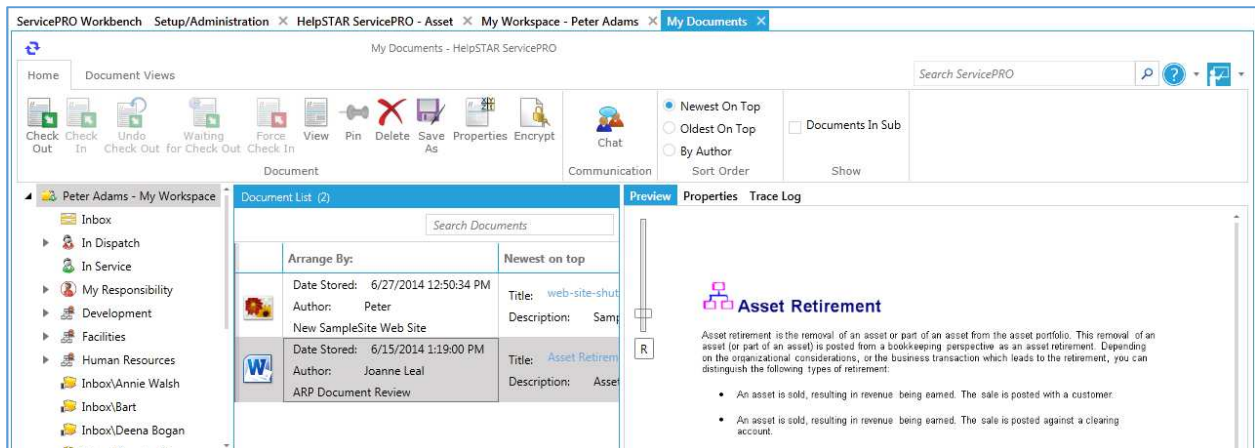 ServicePRO Workbench Setup/Administration × HelpSTAR ServicePRO - Asset × My Workspace - Peter Adams × My Documents ×
My Documents - HelpSTAR ServicePRO
Home Document Views
Search ServicePRO
Check Out
Check In
Undo Check Out
Waiting for Check Out
Force Check In
View
Pin
Delete
Save As
Properties
Encrypt
Document
Chat
Communication
Newest On Top
Oldest On Top
By Author
Sort Order
Documents In Sub
Show
Peter Adams - My Workspace
Inbox
In Dispatch
In Service
My Responsibility
Development
Facilities
Human Resources
Inbox\Annie Walsh
Inbox\Bart
Inbox\Deena Bogan
Document List (2)
Search Documents
Arrange By: Newest on top
Date Stored: 6/27/2014 12:50:34 PM
Author: Peter
New SampleSite Web Site
Title: web-site-shut
Description: Samp
Date Stored: 6/15/2014 1:19:00 PM
Author: Joanne Leal
ARP Document Review
Title: Asset Retirem
Description: Asse
Preview Properties Trace Log
R
Asset Retirement
Asset retirement is the removal of an asset or part of an asset from the asset portfolio. This removal of an
asset (or part of an asset) is posted from a bookkeeping perspective as an asset retirement. Depending
on the organizational considerations, or the business transaction which leads to the retirement, you can
distinguish the following types of retirement:
• An asset is sold, resulting in revenue being earned. The sale is posted with a customer.
• An asset is sold, resulting in revenue being earned. The sale is posted against a clearing
account.